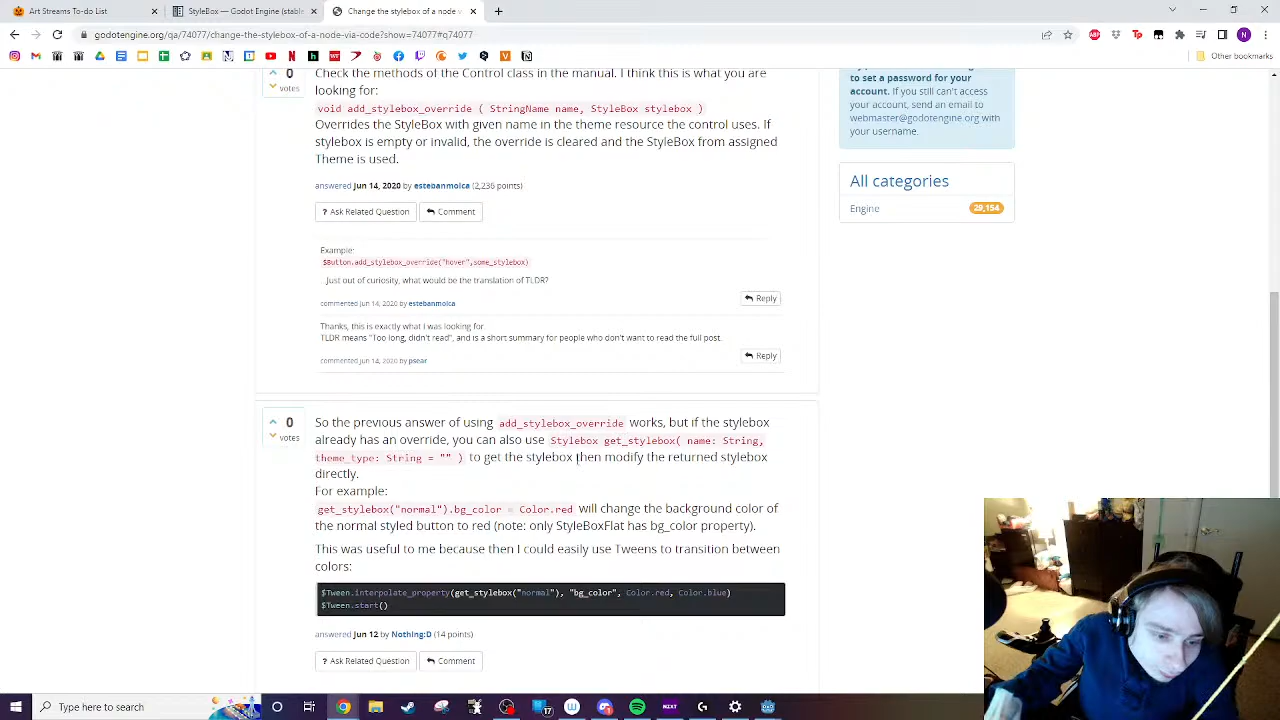 Art Streams To-do List
StyleBox — Godot Engine (stabl
Change the stylebox of a node v
godotengine.org/qa/74077/change-the-stylebox-of-a-node-via-code?show=74077#q74077
Other bookmarks
0
votes
Check the methods of the Control class in the manual. I think this is what you are
looking for:
void add_stylebox_override ( StringName name, StyleBox stylebox )
Overrides the StyleBox with given name in the theme resource the control uses. If
stylebox is empty or invalid, the override is cleared and the StyleBox from assigned
Theme is used.
answered Jun 14, 2020 by estebanmolca (2,236 points)
? Ask Related Question
Comment
Example:
$Button.add_stylebox_override("hover",some_stylebox)
. Just out of curiosity, what would be the translation of TLDR?
commented Jun 14, 2020 by estebanmolca
Reply
Thanks, this is exactly what I was looking for
TLDR means "Too long, didn't read", and is a short summary for people who don't want to read the full post.
commented Jun 14, 2020 by psear
Reply
0
votes
So the previous answer of using add_stylebox_override works, but if the stylebox
already has an override, you can also use Stylebox get_stylebox( name: String,
theme_type: String = "" ) to get the stylebox then modify the returned stylebox
directly.
For example:
get_stylebox("normal").bg_color = Color.red will change the background color of
the normal styled button to red (note: only StyleBoxFlat has bg_color property).
This was useful to me because then I could easily use Tweens to transition between
colors:
$Tween.interpolate_property(get_stylebox("normal"), "bg_color", Color.red, Color.blue)
$Tween.start()
answered Jun 12 by Nothing:D (14 points)
? Ask Related Question
Comment
to set a password for your
account. If you still can't access
your account, send an email to
webmaster@godotengine.org with
your username.
All categories
Engine
29,154
Type here to search